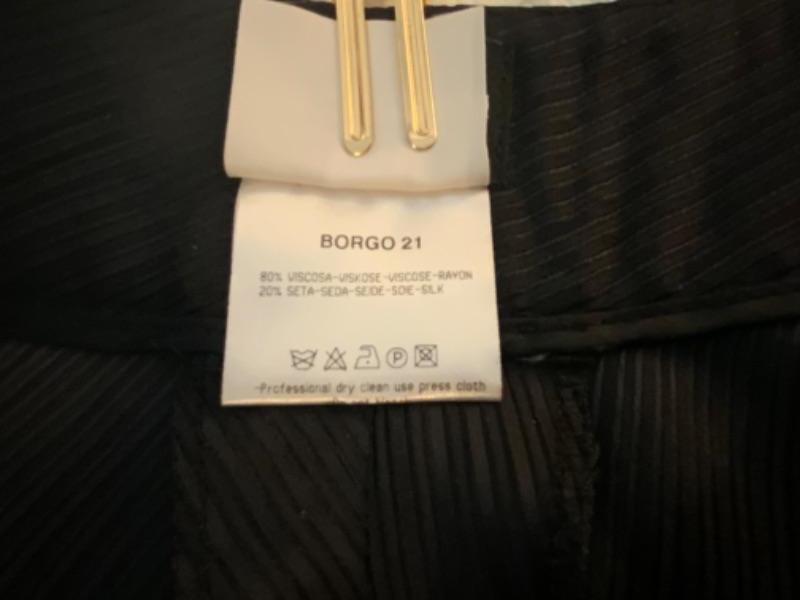 BORGO 21
80% VISCOSA-VISKOSE-VISCOSE-RAYON
20% SETA-SEDA-SEIDE-SOIE-SILK
P
-Professional dry clean use press cloth